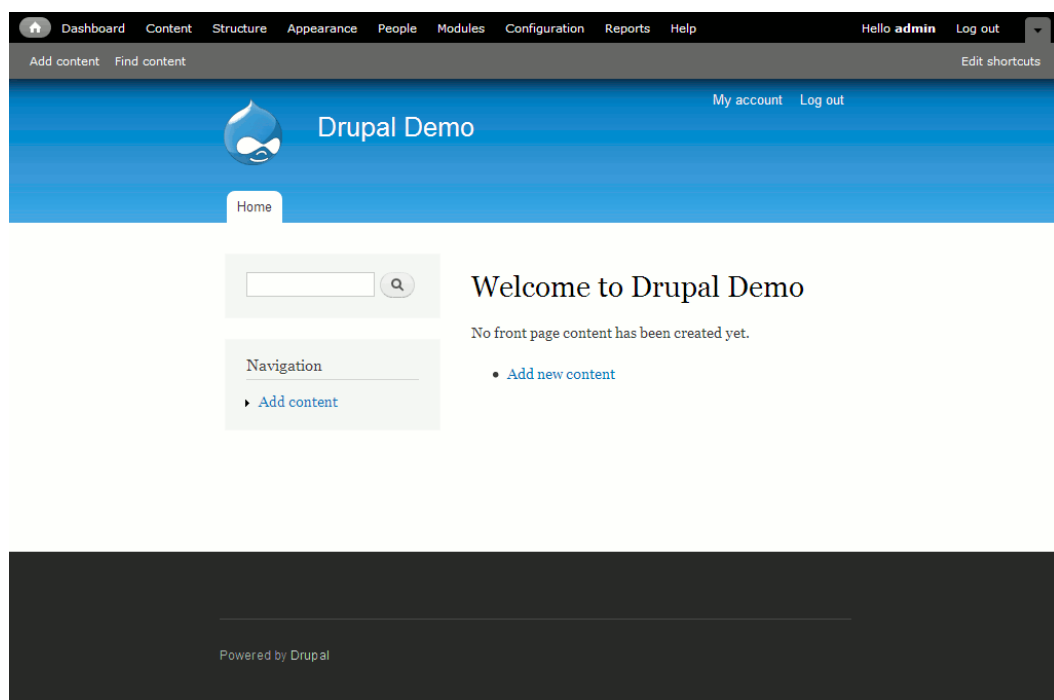 Dashboard Content Structure Appearance People Modules Configuration Reports Help Hello admin Log out
Add content Find content Edit shortcuts
My account Log out
Drupal Demo
Home
Welcome to Drupal Demo
No front page content has been created yet.
Add new content
Navigation
Add content
Powered by Drupal